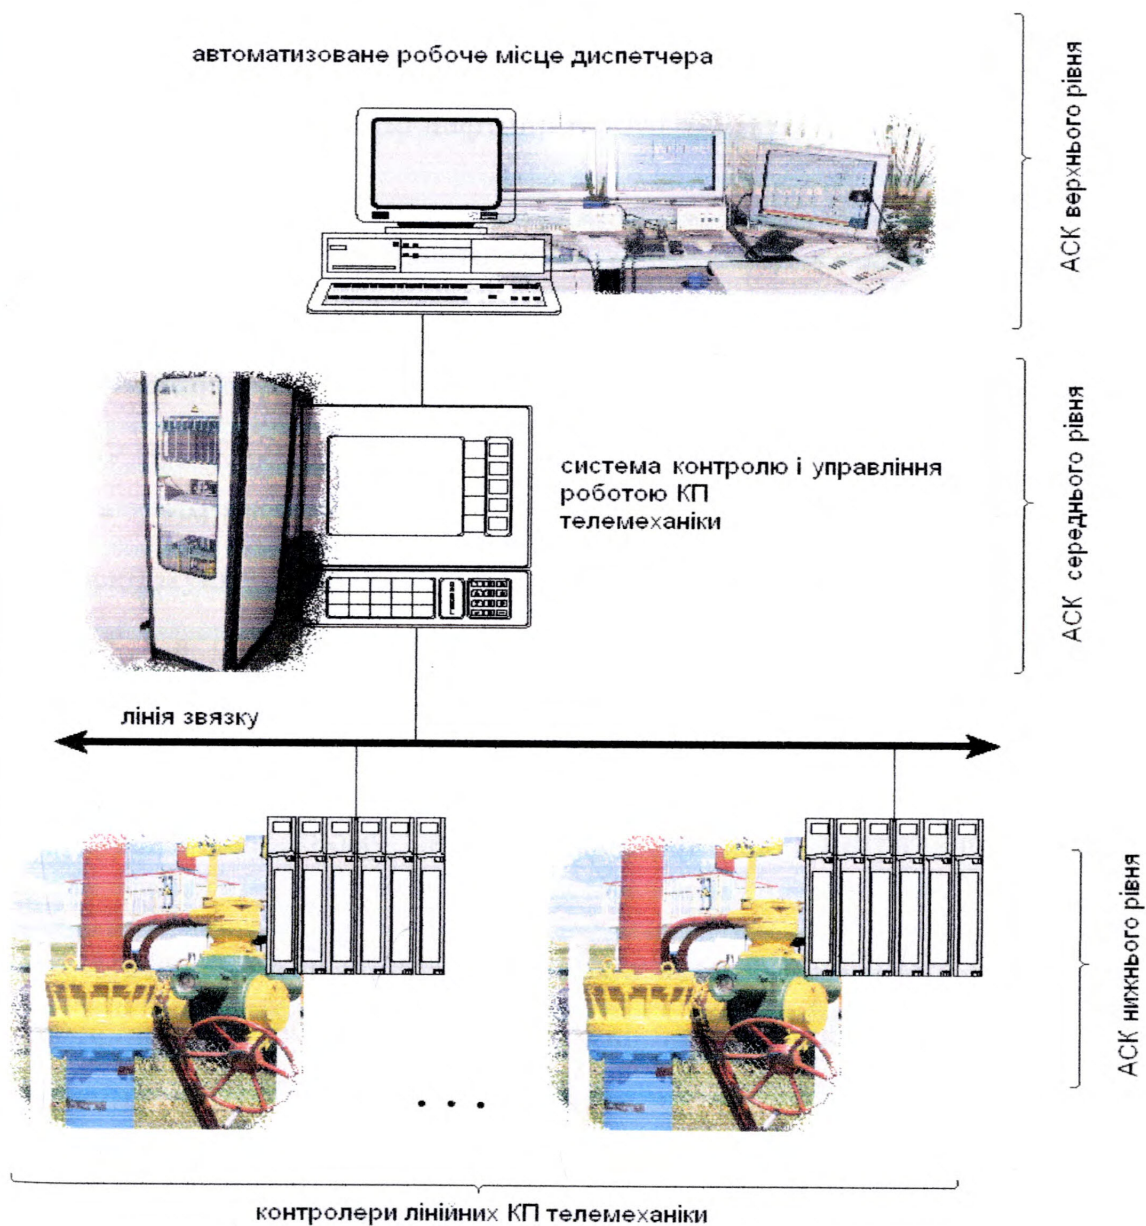 автоматизоване робоче місце диспетчера
АСК верхнього рівня
система контролю і управління
роботою КП
телемеханіки
АСК середнього рівня
лінія звязку
АСК нижнього рівня
. . .
контролери лінійних КП телемеханіки